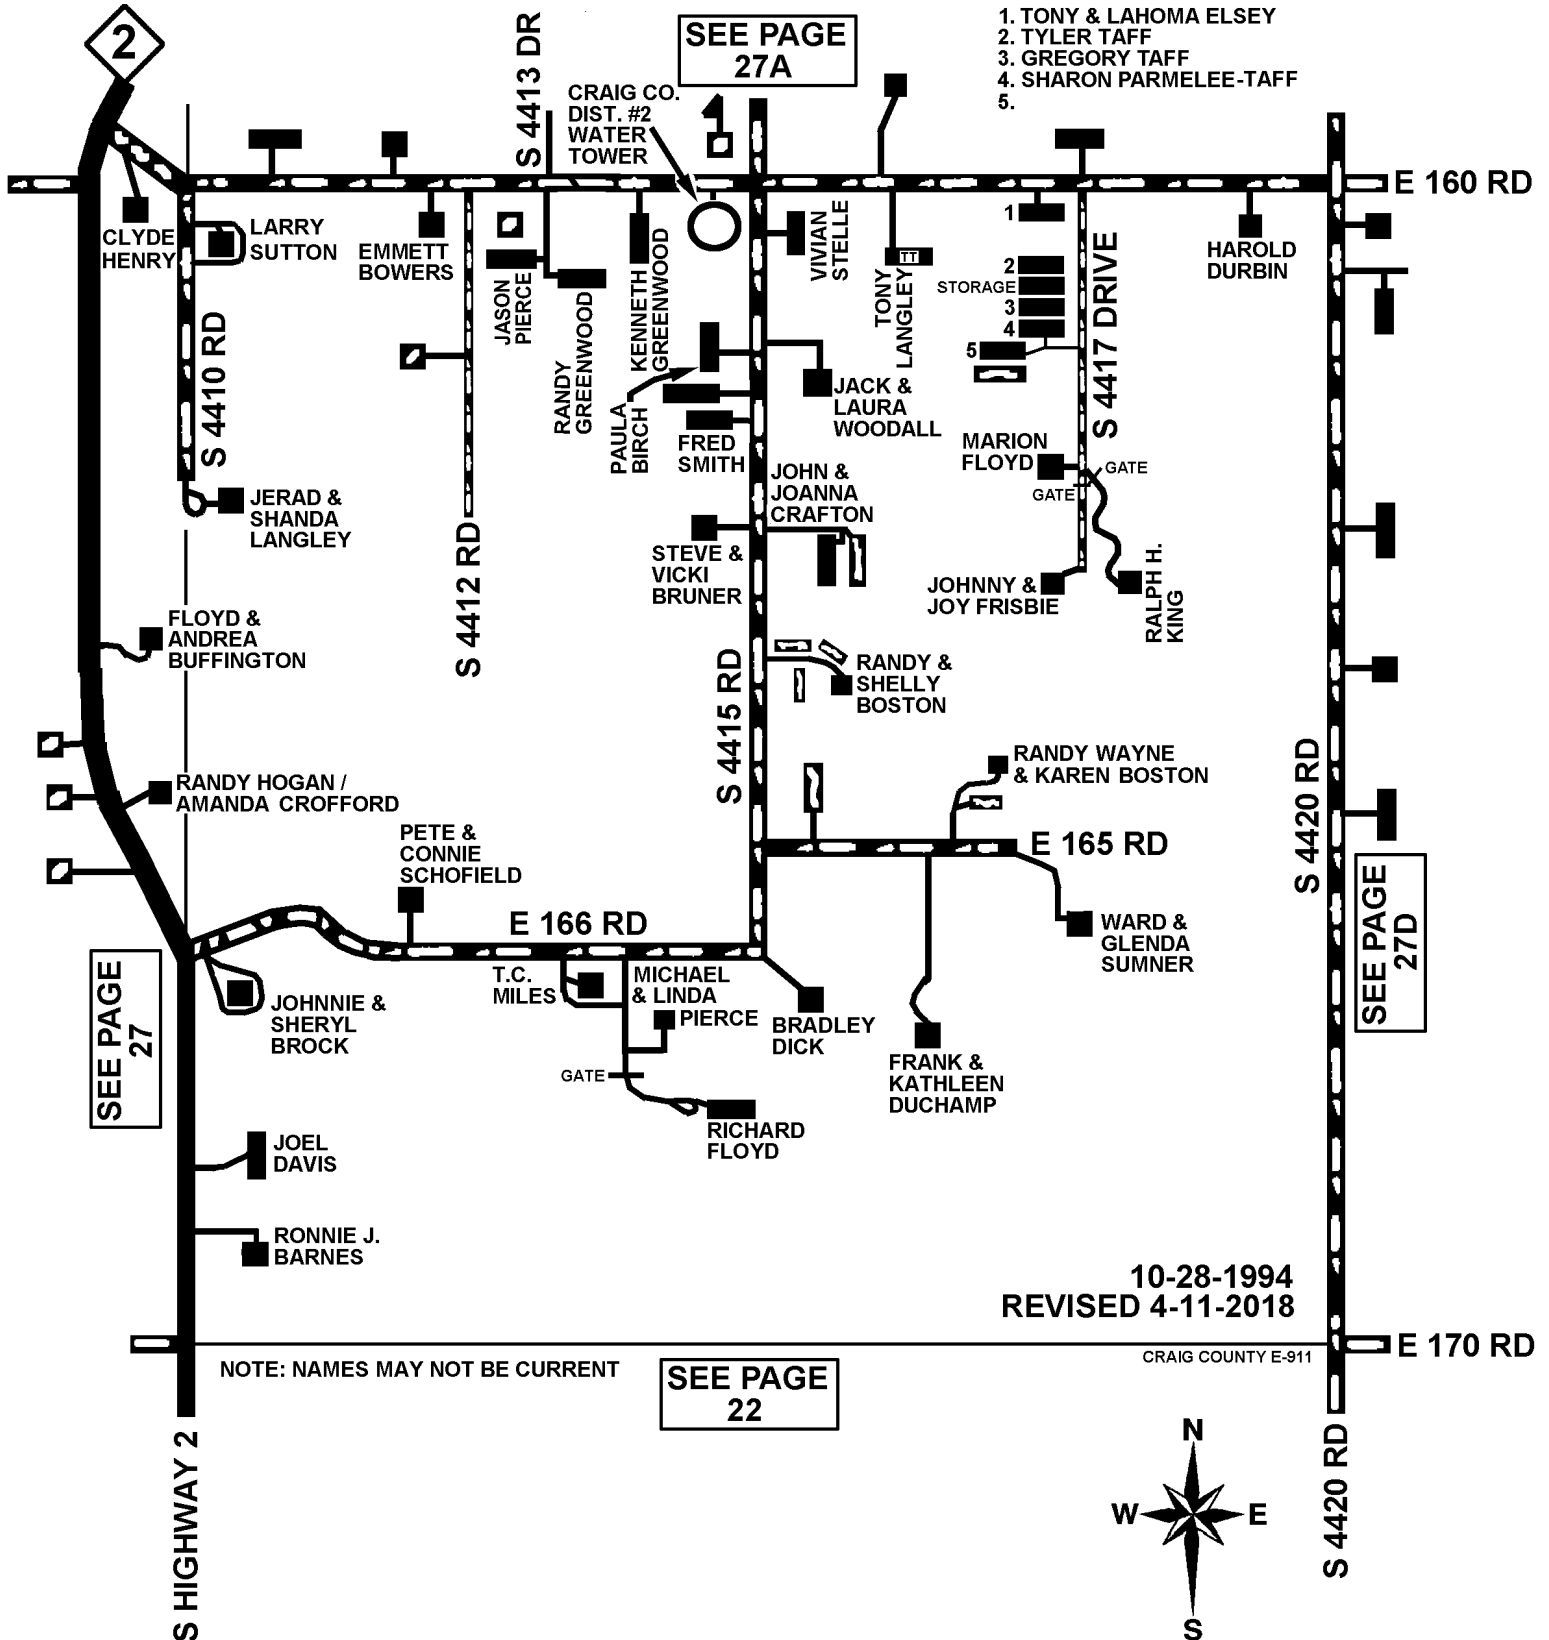 2
S 4413 DR
SEE PAGE
27A
1. TONY & LAHOMA ELSEY
2. TYLER TAFF
3. GREGORY TAFF
4. SHARON PARMELEE-TAFF
5.
CRAIG CO.
DIST. #2
WATER
TOWER
E 160 RD
CLYDE
HENRY
LARRY
SUTTON
EMMETT
BOWERS
JASON
PIERCE
RANDY
GREENWOOD
KENNETH
GREENWOOD
VIVIAN
STELLE
TT
TONY
LANGLEY
1
2
STORAGE
3
4
5
S 4417 DRIVE
HAROLD
DURBIN
S 4410 RD
PAULA
BIRCH
FRED
SMITH
JACK &
LAURA
WOODALL
MARION
FLOYD
GATE
GATE
JERAD &
SHANDA
LANGLEY
S 4412 RD
JOHN &
JOANNA
CRAFTON
STEVE &
VICKI
BRUNER
JOHNNY &
JOY FRISBIE
RALPH H.
KING
FLOYD &
ANDREA
BUFFINGTON
S 4415 RD
RANDY &
SHELLY
BOSTON
RANDY HOGAN /
AMANDA CROFFORD
RANDY WAYNE
& KAREN BOSTON
S 4420 RD
PETE &
CONNIE
SCHOFIELD
E 165 RD
E 166 RD
WARD &
GLENDA
SUMNER
SEE PAGE
27D
SEE PAGE
27
T.C.
MILES
MICHAEL
& LINDA
PIERCE
JOHNNIE &
SHERYL
BROCK
BRADLEY
DICK
FRANK &
KATHLEEN
DUCHAMP
GATE
RICHARD
FLOYD
JOEL
DAVIS
RONNIE J.
BARNES
10-28-1994
REVISED 4-11-2018
E 170 RD
CRAIG COUNTY E-911
NOTE: NAMES MAY NOT BE CURRENT
SEE PAGE
22
S HIGHWAY 2
N
W
E
S
S 4420 RD